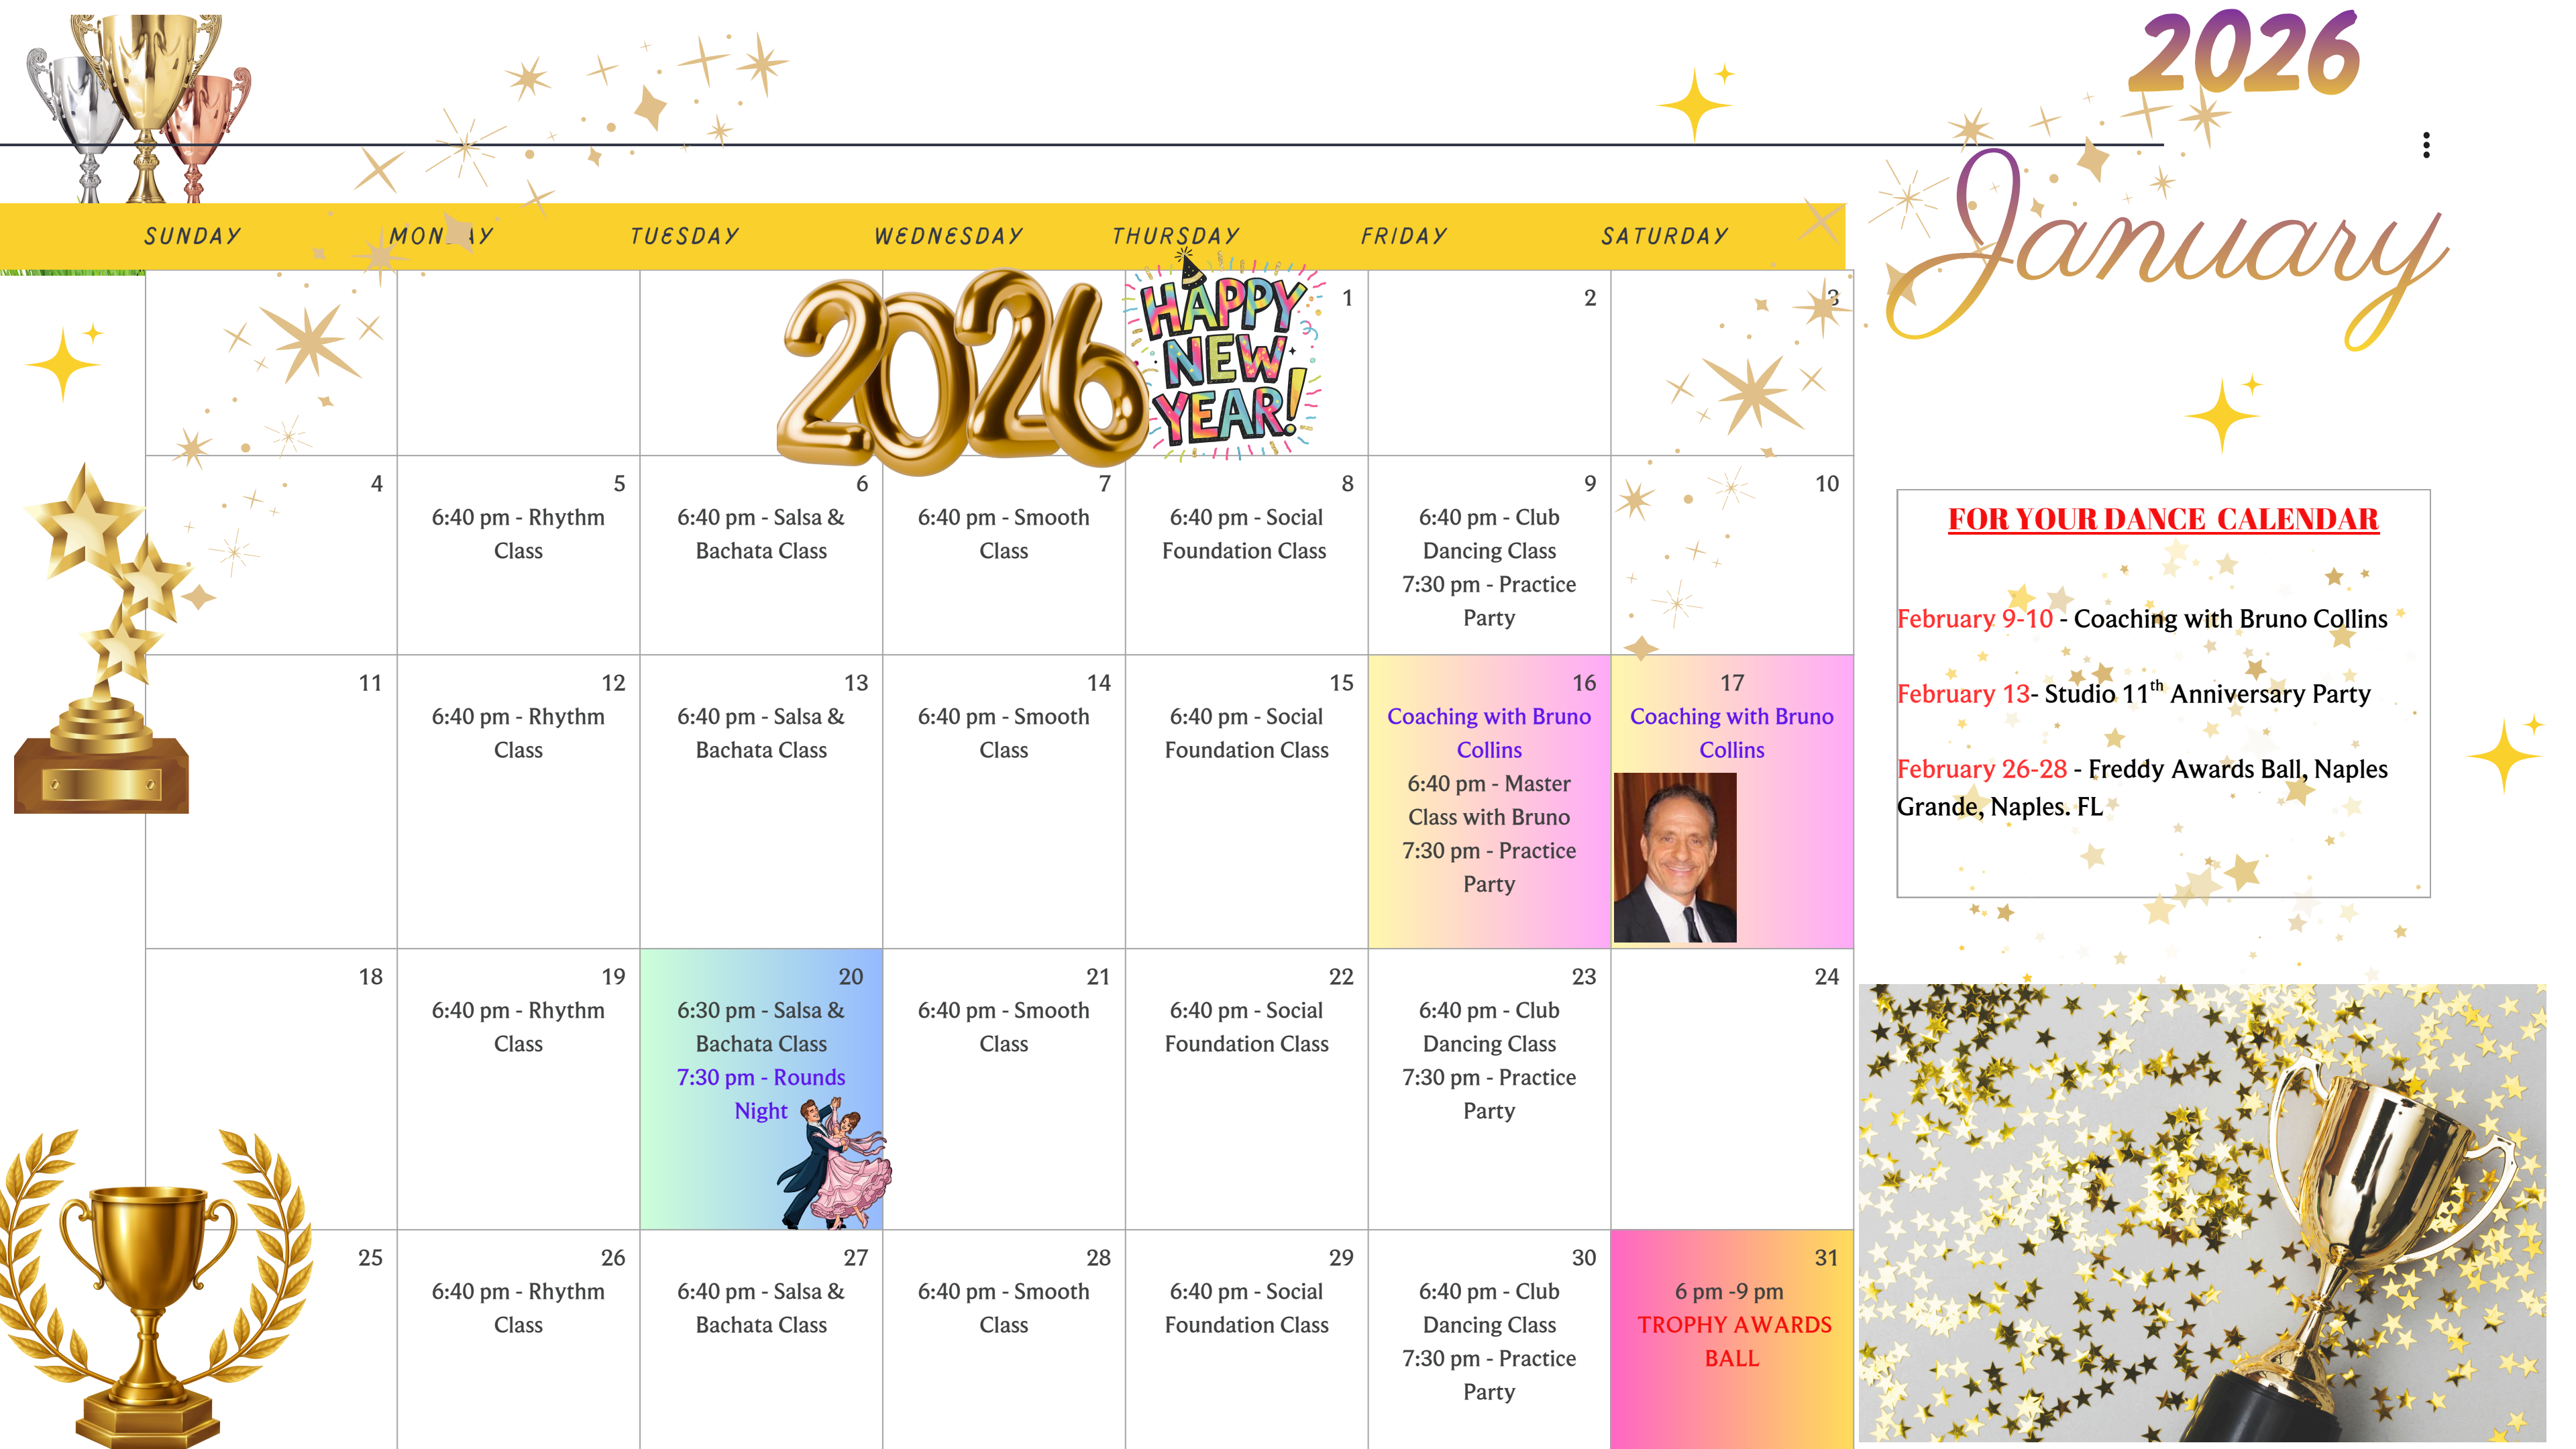 2026
January
SUNDAY MONDAY TUESDAY WEDNESDAY THURSDAY FRIDAY SATURDAY
2026
HAPPY
NEW
YEAR!
1
2
3
4
5
6:40 pm - Rhythm
Class
6
6:40 pm - Salsa &
Bachata Class
7
6:40 pm - Smooth
Class
8
6:40 pm - Social
Foundation Class
9
6:40 pm - Club
Dancing Class
7:30 pm - Practice
Party
10
11
12
6:40 pm - Rhythm
Class
13
6:40 pm - Salsa &
Bachata Class
14
6:40 pm - Smooth
Class
15
6:40 pm - Social
Foundation Class
16
Coaching with Bruno
Collins
6:40 pm - Master
Class with Bruno
7:30 pm - Practice
Party
17
Coaching with Bruno
Collins
18
19
6:40 pm - Rhythm
Class
20
6:30 pm - Salsa &
Bachata Class
7:30 pm - Rounds
Night
21
6:40 pm - Smooth
Class
22
6:40 pm - Social
Foundation Class
23
6:40 pm - Club
Dancing Class
7:30 pm - Practice
Party
24
25
26
6:40 pm - Rhythm
Class
27
6:40 pm - Salsa &
Bachata Class
28
6:40 pm - Smooth
Class
29
6:40 pm - Social
Foundation Class
30
6:40 pm - Club
Dancing Class
7:30 pm - Practice
Party
31
6 pm -9 pm
TROPHY AWARDS
BALL
FOR YOUR DANCE CALENDAR
February 9-10 - Coaching with Bruno Collins
February 13- Studio 11th Anniversary Party
February 26-28 - Freddy Awards Ball, Naples
Grande, Naples. FL